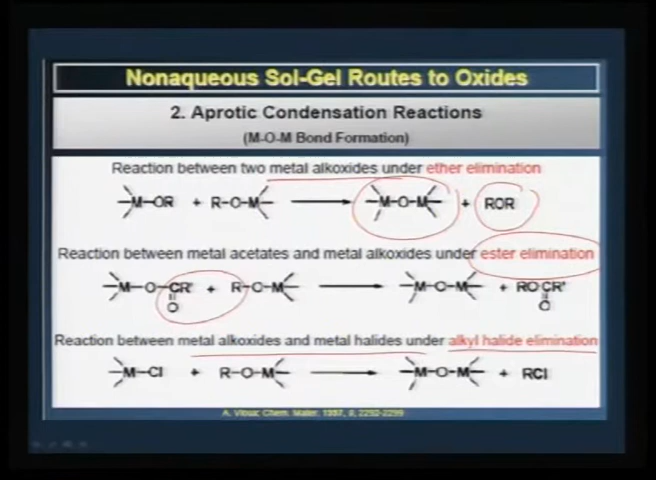 Nonaqueous Sol-Gel Routes to Oxides
2. Aprotic Condensation Reactions
(M-O-M Bond Formation)
Reaction between two metal alkoxides under ether elimination
M-OR + R-O-M M-O-M + ROR
Reaction between metal acetates and metal alkoxides under ester elimination
M-O-CR' + R-O-M M-O-M + ROCR'
O O
Reaction between metal alkoxides and metal halides under alkyl halide elimination
M-Cl + R-O-M M-O-M + RCl
A. Vioux Chem. Mater. 1997, 9, 2292-2299